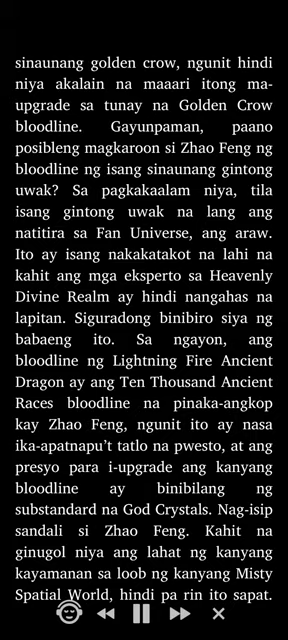 sinaunang golden crow, ngunit hindi
niya akalain na maaari itong ma-
upgrade sa tunay na Golden Crow
bloodline. Gayunpaman, paano
posibleng magkaroon si Zhao Feng ng
bloodline ng isang sinaunang gintong
uwak? Sa pagkakaalam niya, tila
isang gintong uwak na lang ang
natitira sa Fan Universe, ang araw.
Ito ay isang nakakatakot na lahi na
kahit ang mga eksperto sa Heavenly
Divine Realm ay hindi nangahas na
lapitan. Siguradong binibiro siya ng
babaeng ito. Sa ngayon, ang
bloodline ng Lightning Fire Ancient
Dragon ay ang Ten Thousand Ancient
Races bloodline na pinaka-angkop
kay Zhao Feng, ngunit ito ay nasa
ika-apatnapu't tatlo na pwesto, at ang
presyo para i-upgrade ang kanyang
bloodline ay binibilang ng
substandard na God Crystals. Nag-isip
sandali si Zhao Feng. Kahit na
ginugol niya ang lahat ng kanyang
kayamanan sa loob ng kanyang Misty
Spatial World, hindi pa rin ito sapat.